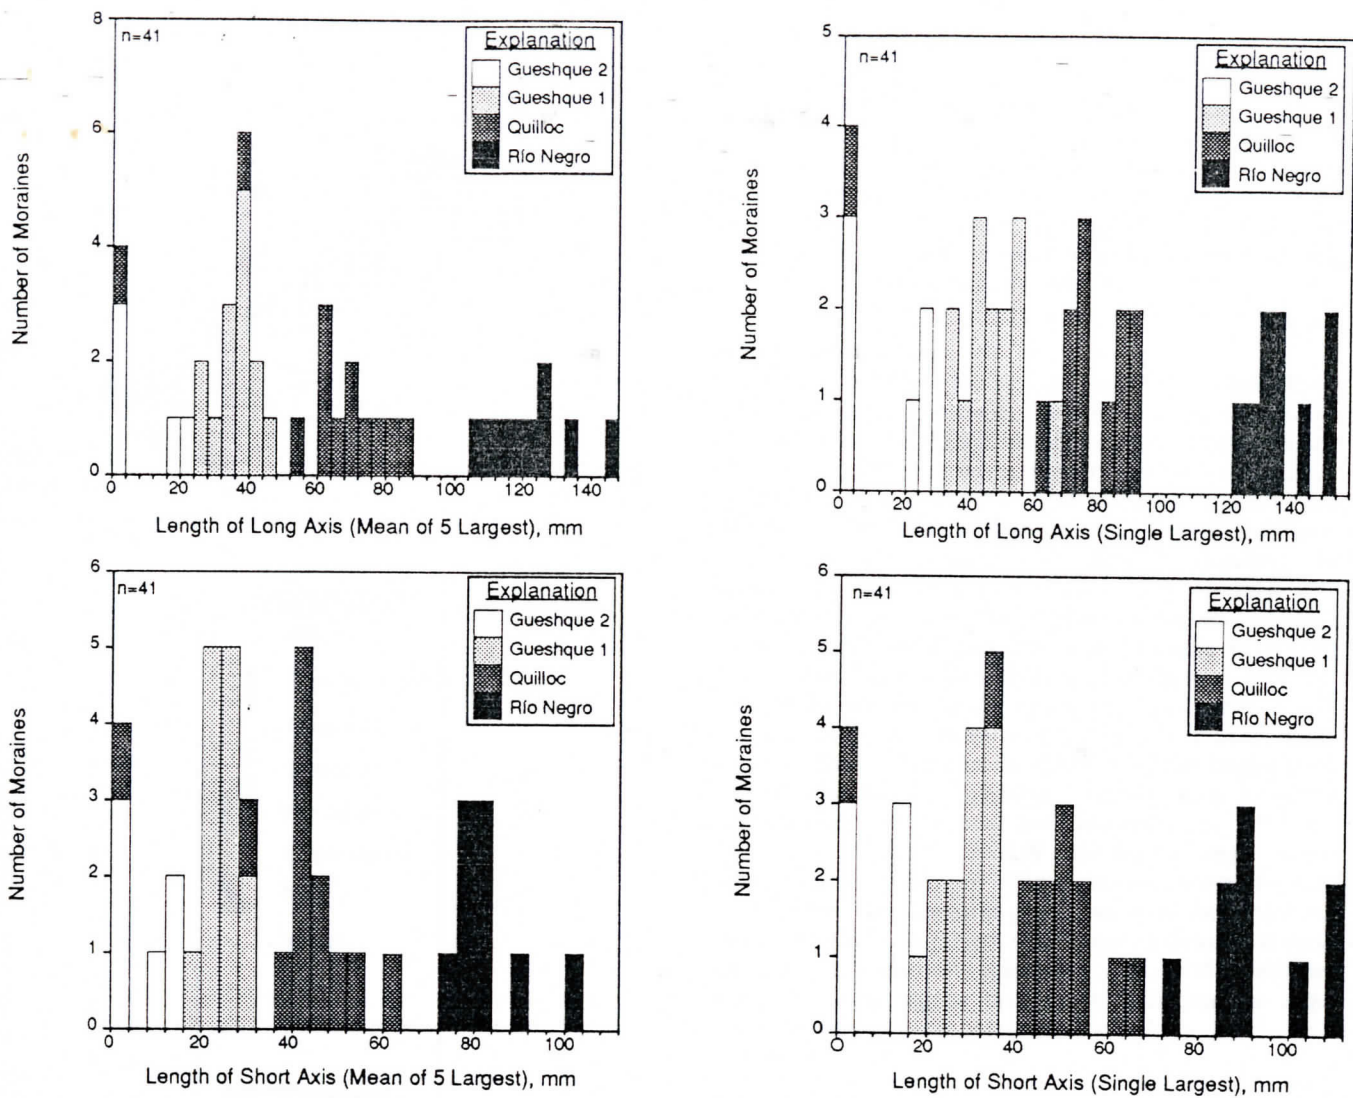 n=41
Explanation
Gueshque 2
Gueshque 1
Quilloc
Río Negro
8
6
4
2
0
Number of Moraines
0 20 40 60 80 100 120 140
Length of Long Axis (Mean of 5 Largest), mm
n=41
Explanation
Gueshque 2
Gueshque 1
Quilloc
Río Negro
5
4
3
2
1
0
Number of Moraines
0 20 40 60 80 100 120 140
Length of Long Axis (Single Largest), mm
n=41
Explanation
Gueshque 2
Gueshque 1
Quilloc
Río Negro
6
5
4
3
2
1
0
Number of Moraines
0 20 40 60 80 100
Length of Short Axis (Mean of 5 Largest), mm
n=41
Explanation
Gueshque 2
Gueshque 1
Quilloc
Río Negro
6
5
4
3
2
1
0
Number of Moraines
0 20 40 60 80 100
Length of Short Axis (Single Largest), mm